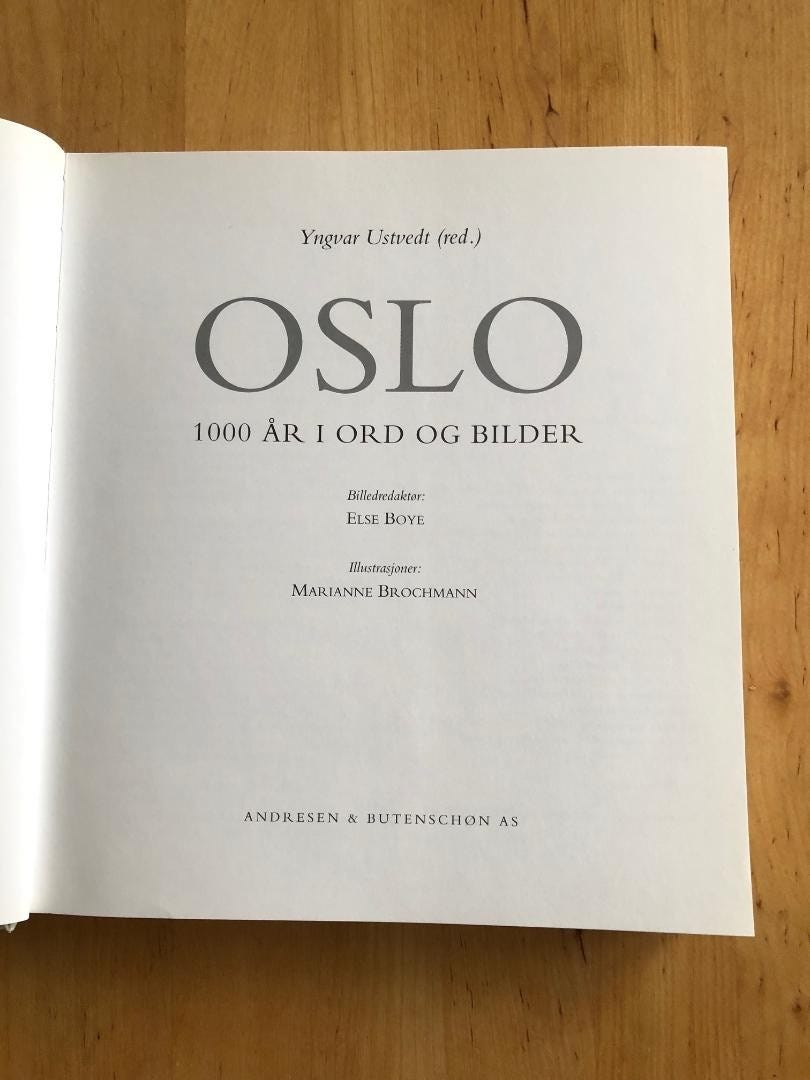 Yngvar Ustvedt (red.)
OSLO
1000 ÅR I ORD OG BILDER
Billedredaktør:
ELSE BOYE
Illustrasjoner:
MARIANNE BROCHMANN
ANDRESEN & BUTENSCHØN AS